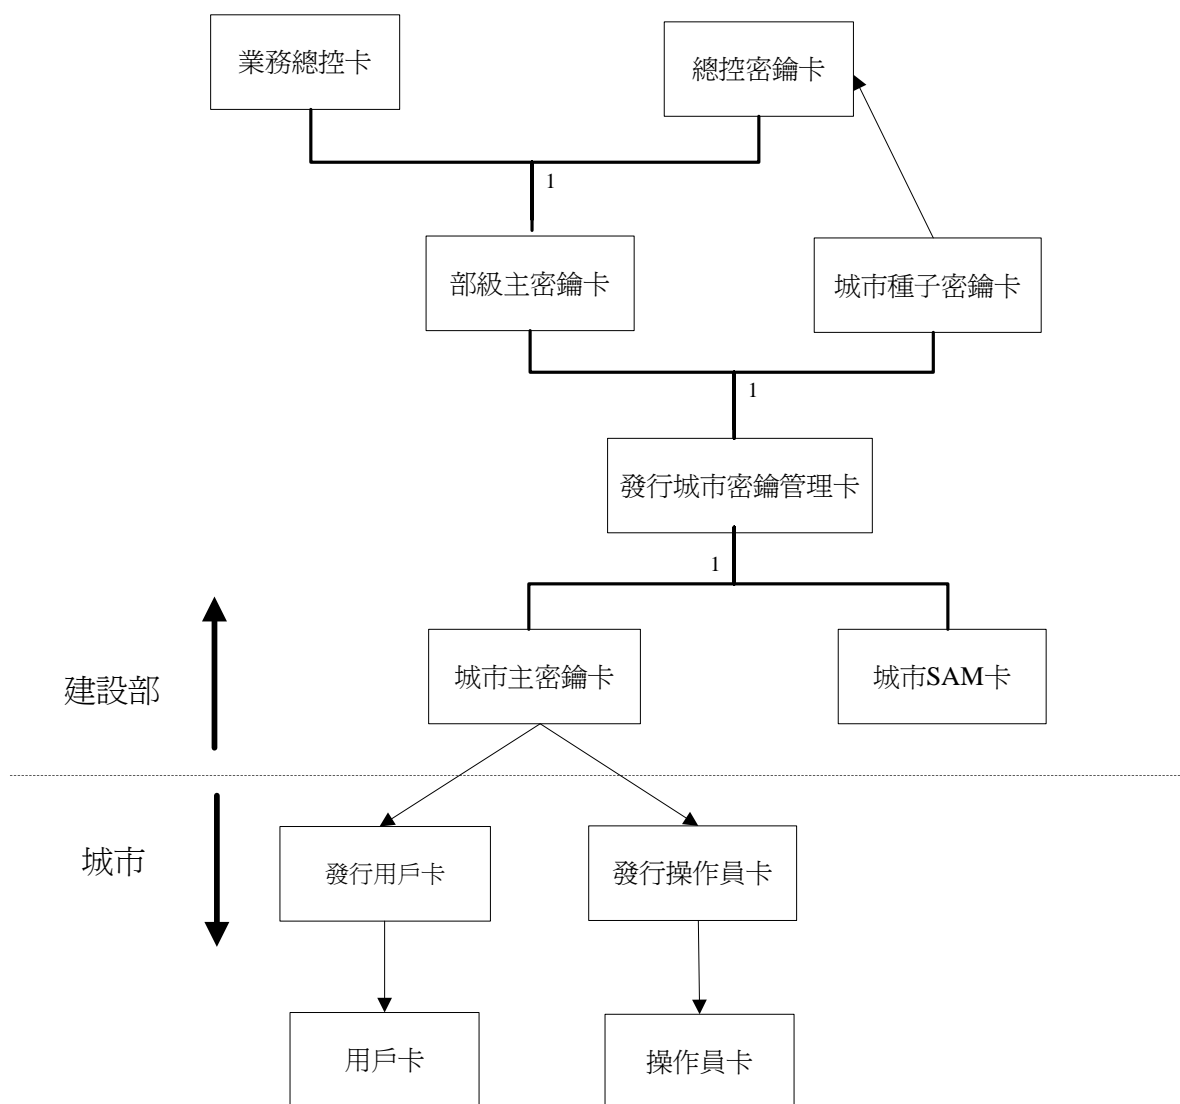 業務總控卡
總控密鑰卡
1
部級主密鑰卡
城市種子密鑰卡
1
發行城市密鑰管理卡
1
城市主密鑰卡
城市SAM卡
建設部
城市
發行用戶卡
發行操作員卡
用戶卡
操作員卡